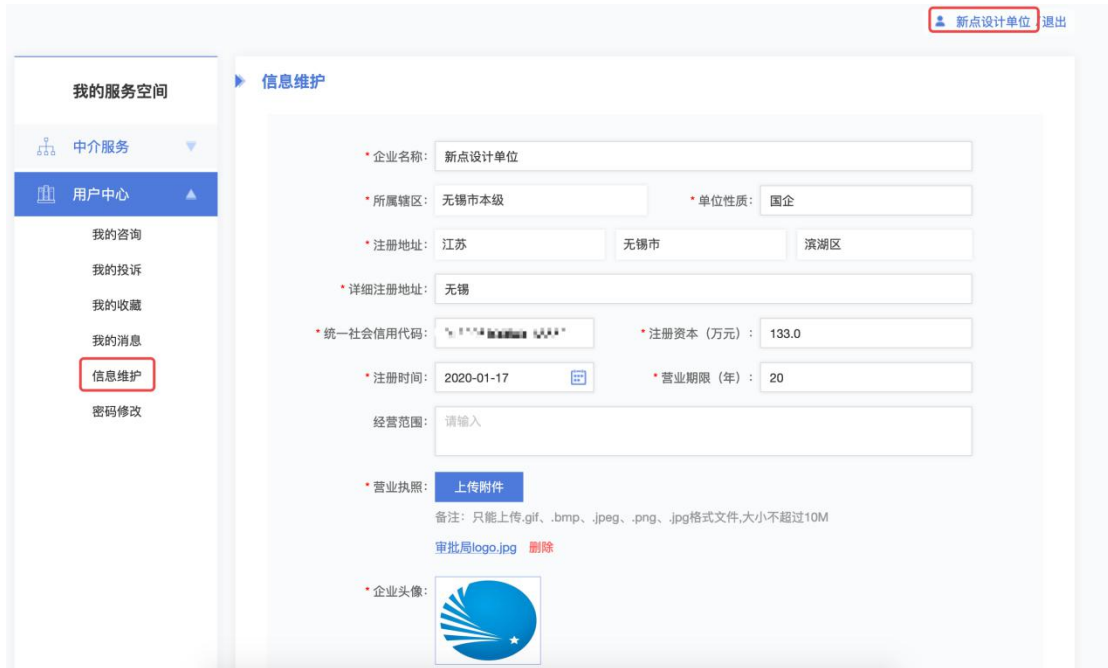 新点设计单位 / 退出
我的服务空间
信息维护
中介服务
用户中心
我的咨询
我的投诉
我的收藏
我的消息
信息维护
密码修改
* 企业名称： 新点设计单位
* 所属辖区： 无锡市本级 * 单位性质： 国企
* 注册地址： 江苏 无锡市 滨湖区
* 详细注册地址： 无锡
* 统一社会信用代码： * 注册资本（万元）： 133.0
* 注册时间： 2020-01-17 * 营业期限（年）： 20
经营范围： 请输入
* 营业执照： 上传附件
备注：只能上传.gif、.bmp、.jpeg、.png、.jpg格式文件,大小不超过10M
审批局logo.jpg 删除
* 企业头像：